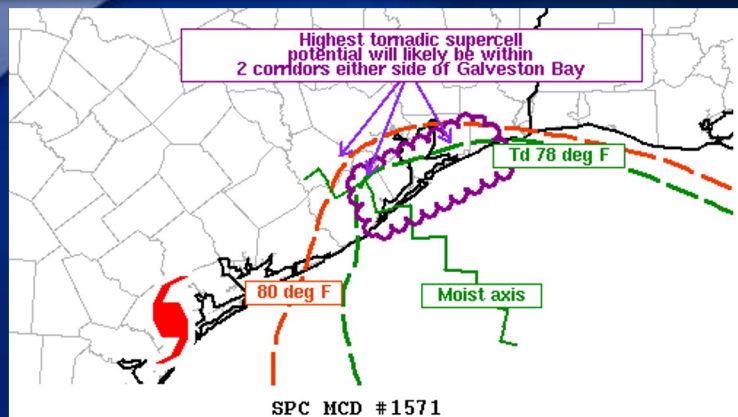 Highest tornadic supercell
potential will likely be within
2 corridors either side of Galveston Bay
Td 78 deg F
80 deg F
Moist axis
SPC MCD #1571